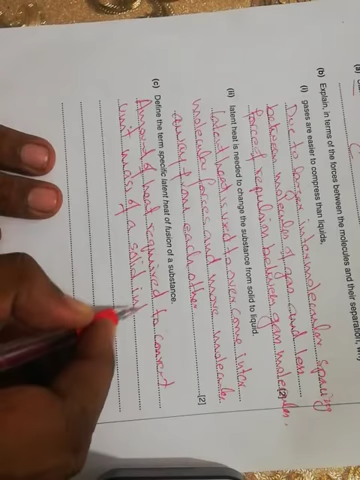 (a)
(b) Explain, in terms of the forces between the molecules and their separation, why
(i) gases are easier to compress than liquids.
Due to larger intermolecular spacing
between molecules of gas and less
force of repulsion between gas molecules.
[2]
(ii) latent heat is needed to change the substance from solid to liquid.
Latent heat is used to over come inter
molecular forces and move molecules
away from each other
[2]
(c) Define the term specific latent heat of fusion of a substance.
Amount of heat required to convert
unit mass of a solid in